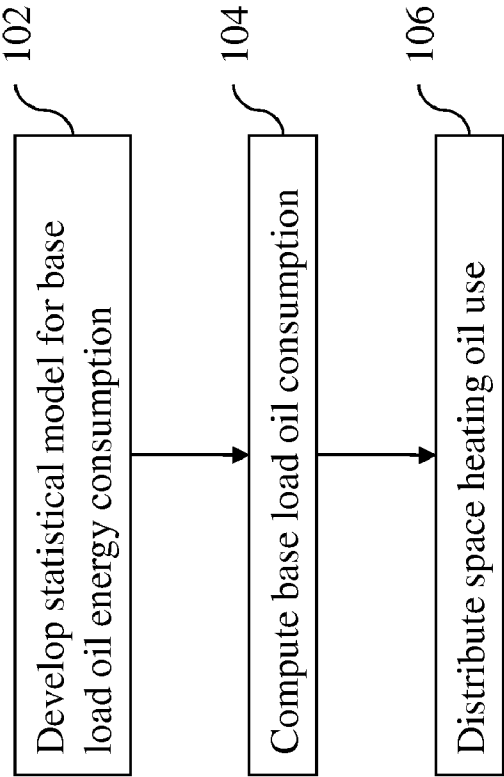 102
Develop statistical model for base
load oil energy consumption
104
Compute base load oil consumption
106
Distribute space heating oil use